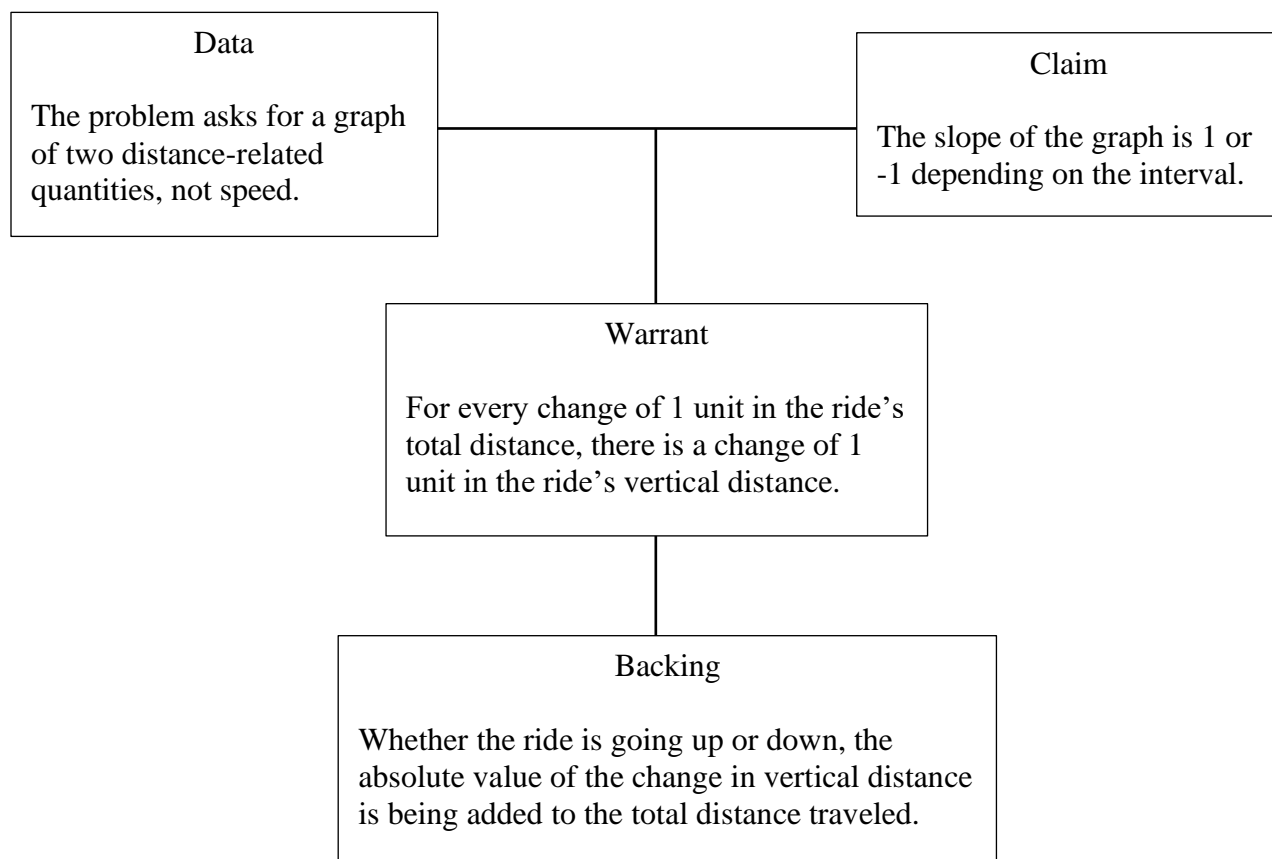 Data
The problem asks for a graph
of two distance-related
quantities, not speed.
Claim
The slope of the graph is 1 or
-1 depending on the interval.
Warrant
For every change of 1 unit in the ride’s
total distance, there is a change of 1
unit in the ride’s vertical distance.
Backing
Whether the ride is going up or down, the
absolute value of the change in vertical distance
is being added to the total distance traveled.